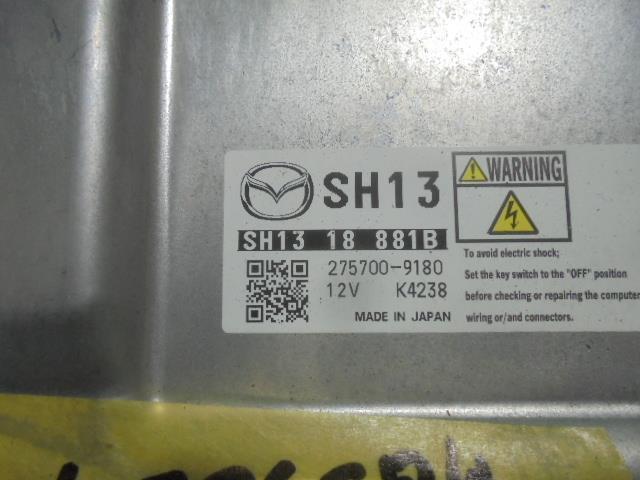 SH13
SH13 18 881B
275700-9180
12V K4238
MADE IN JAPAN
WARNING
To avoid electric shock;
Set the key switch to the "OFF" position
before checking or repairing the computer
wiring or/and connectors.